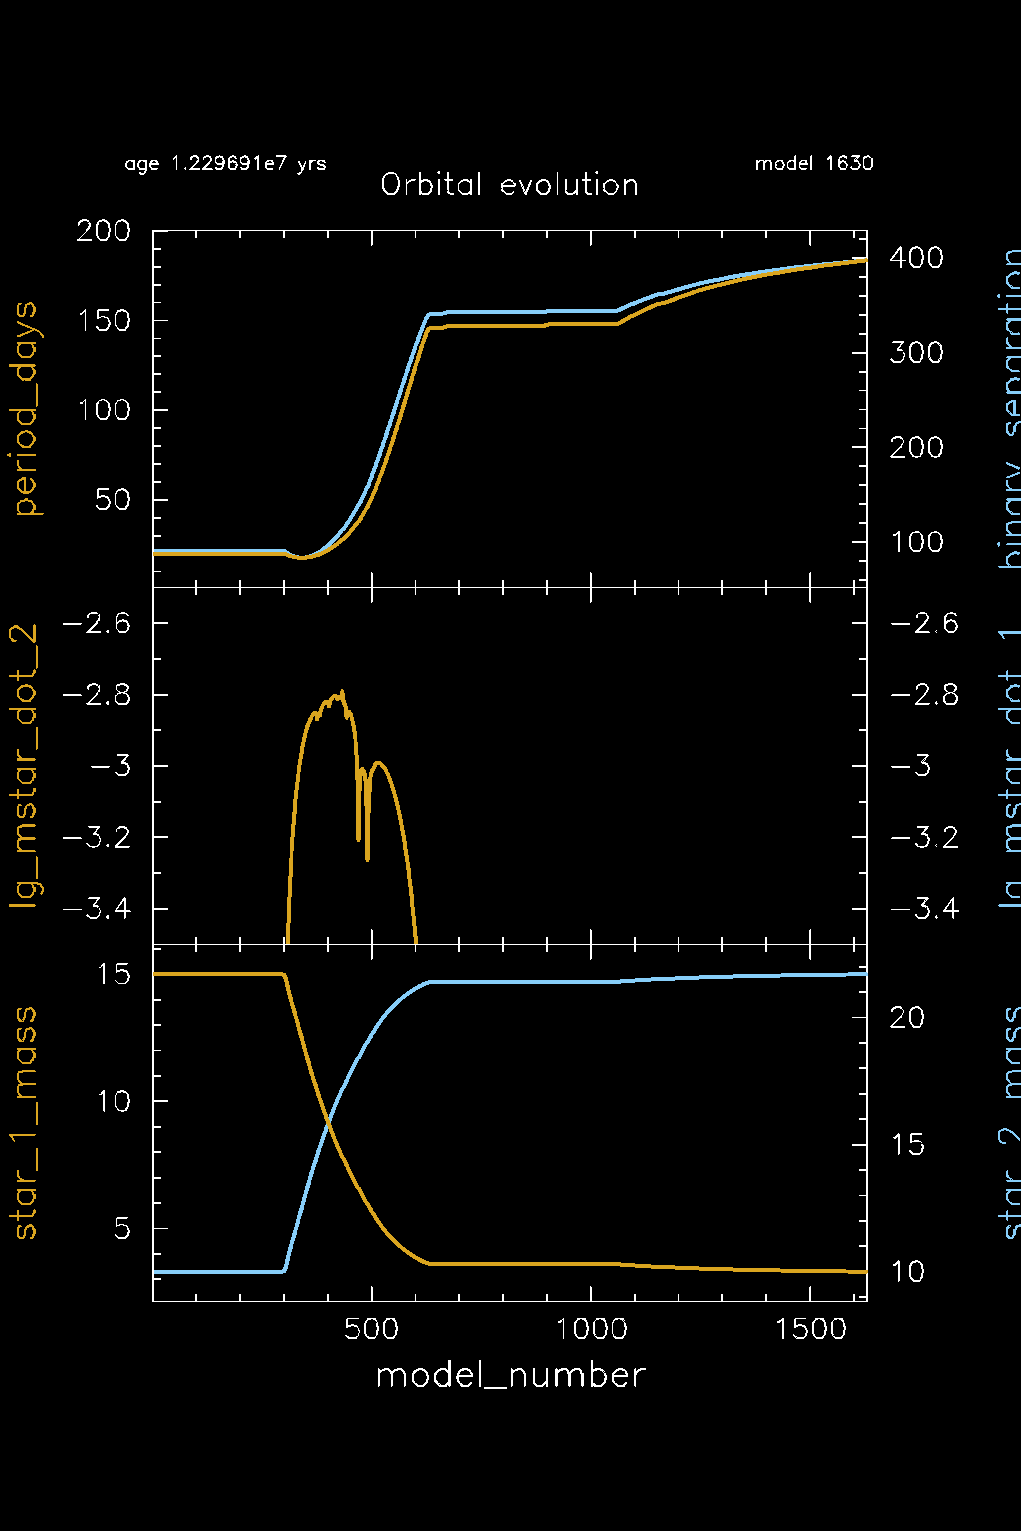 age 1.229691e7 yrs
model 1630
Orbital evolution
200
150
100
50
period_days
400
300
200
100
binary_separation
-2.6
-2.8
-3
-3.2
-3.4
lg_mstar_dot_2
-2.6
-2.8
-3
-3.2
-3.4
lg_mstar_dot_1
15
10
5
star_1_mass
20
15
10
star_2_mass
500 1000 1500
model_number